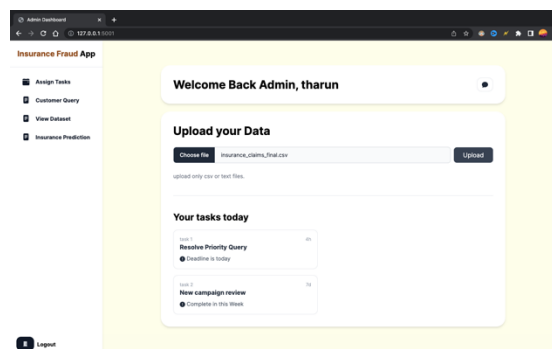 Admin Dashboard
127.0.0.1:5001
Insurance Fraud App
Assign Tasks
Customer Query
View Dataset
Insurance Prediction
Logout
Welcome Back Admin, tharun
Upload your Data
Choose file insurance_claims_final.csv Upload
upload only csv or text files.
Your tasks today
task 1 4h
Resolve Priority Query
Deadline is today
task 2 7d
New campaign review
Complete in this Week